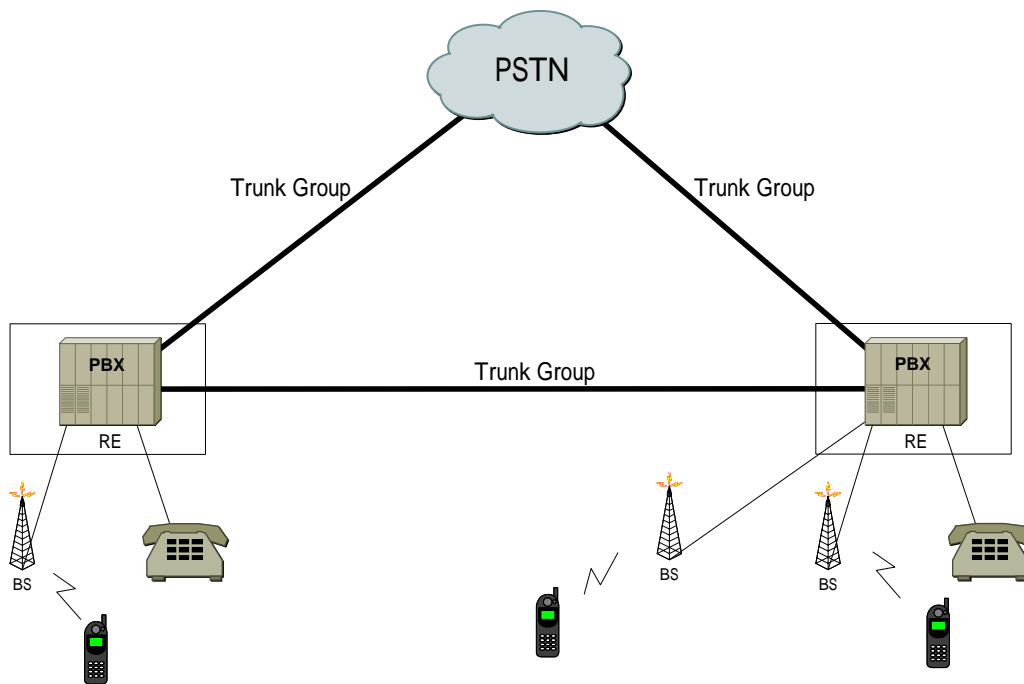 PSTN
Trunk Group
Trunk Group
PBX
Trunk Group
PBX
RE
RE
BS
BS
BS